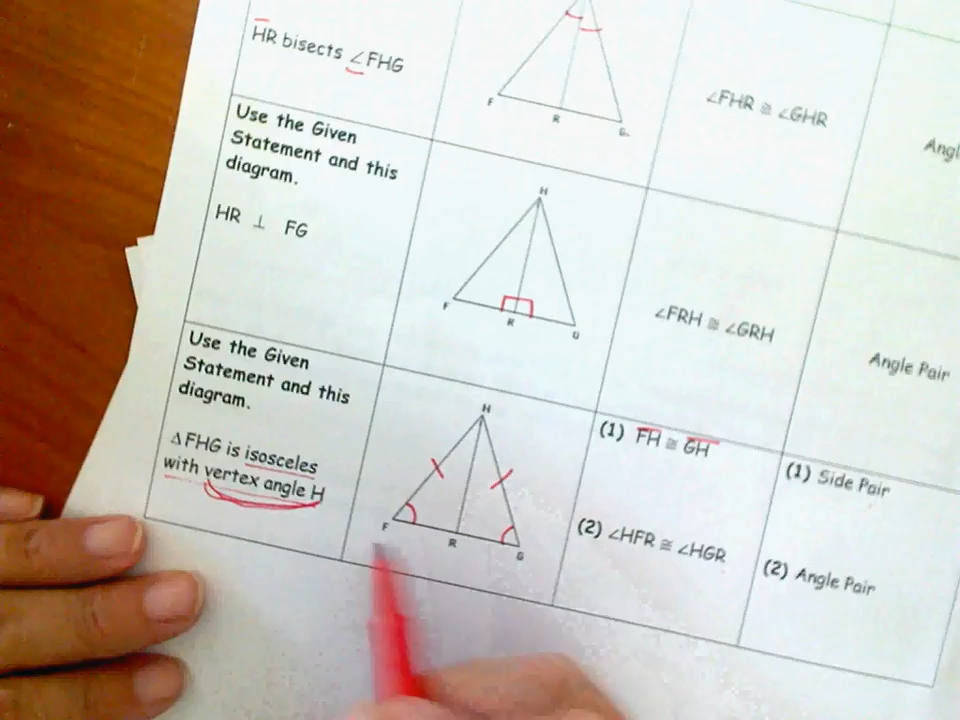 HR bisects ∠FHG
F
R
G
∠FHR ≅ ∠GHR
Use the Given
Statement and this
diagram.
HR ⊥ FG
H
F
R
G
∠FRH ≅ ∠GRH
Angle Pair
Use the Given
Statement and this
diagram.
ΔFHG is isosceles
with vertex angle H
H
F
R
G
(1) FH ≅ GH
(2) ∠HFR ≅ ∠HGR
(1) Side Pair
(2) Angle Pair